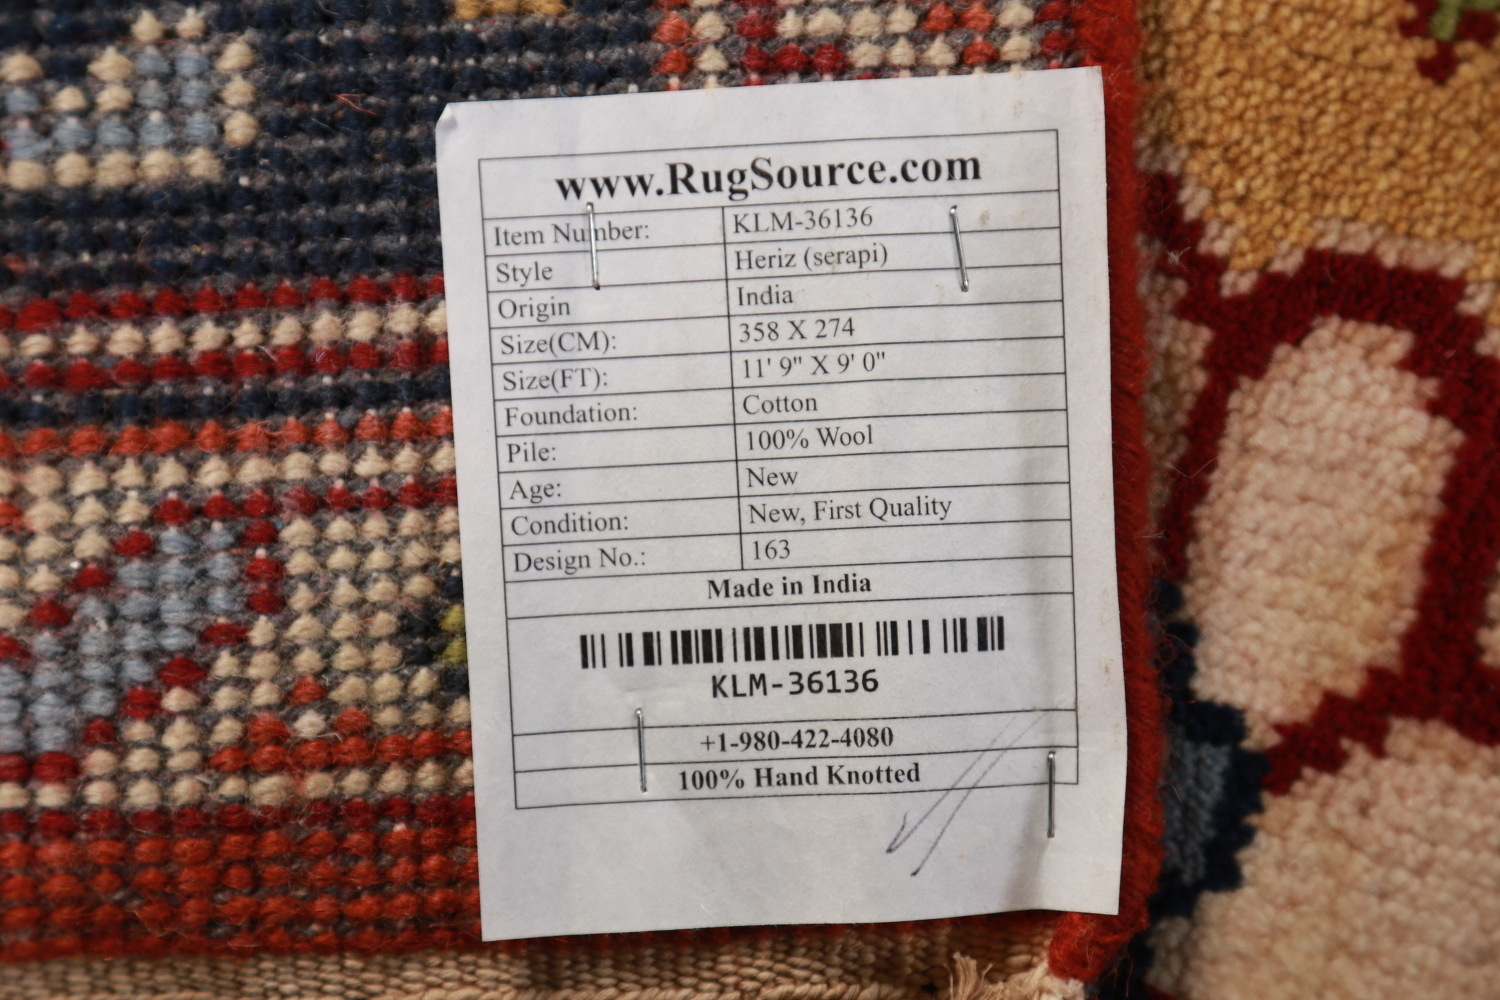 www.RugSource.com
Item Number: KLM-36136
Style Heriz (serapi)
Origin India
Size(CM): 358 X 274
Size(FT): 11' 9" X 9' 0"
Foundation: Cotton
Pile: 100% Wool
Age: New
Condition: New, First Quality
Design No.: 163
Made in India
KLM-36136
+1-980-422-4080
100% Hand Knotted